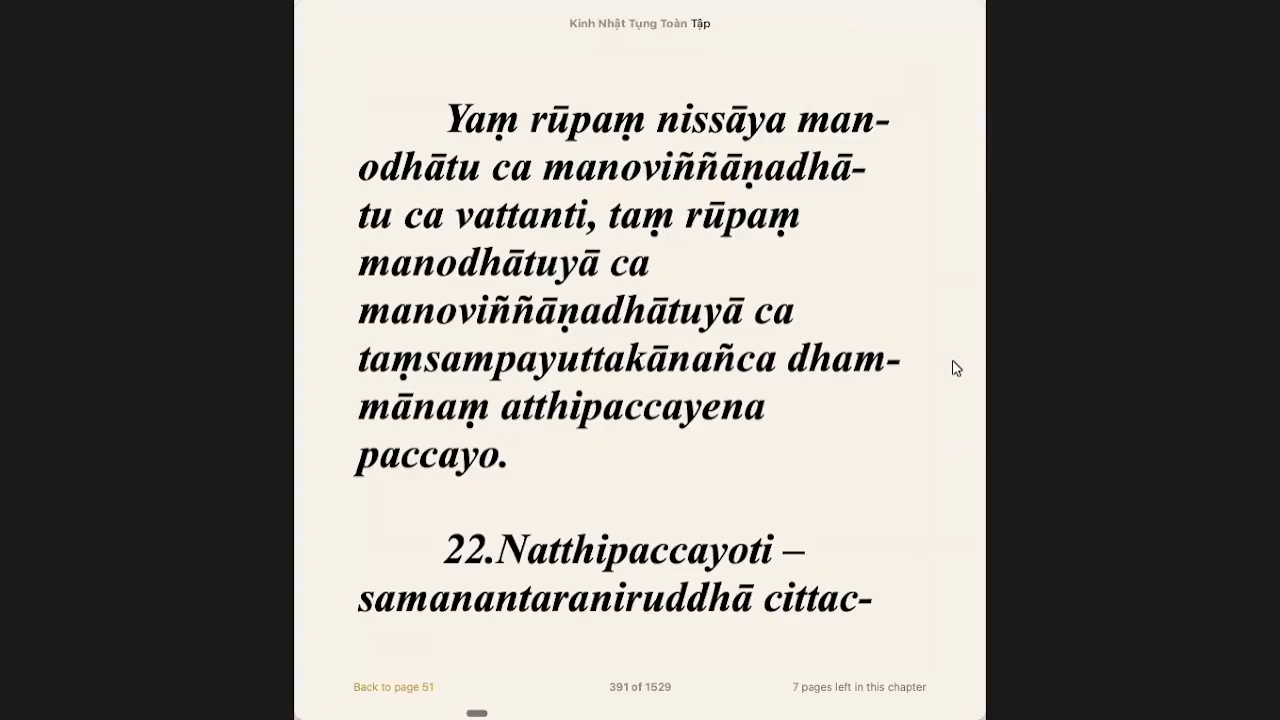 Kinh Nhật Tụng Toàn Tập
Yaṃ rūpaṃ nissāya man-
odhātu ca manoviññāṇadhā-
tu ca vattanti, taṃ rūpaṃ
manodhātuyā ca
manoviññāṇadhātuyā ca
taṃsampayuttakānañca dham-
mānaṃ atthipaccayena
paccayo.
22.Natthipaccayoti –
samanantaraniruddhā cittac-
Back to page 51
391 of 1529
7 pages left in this chapter